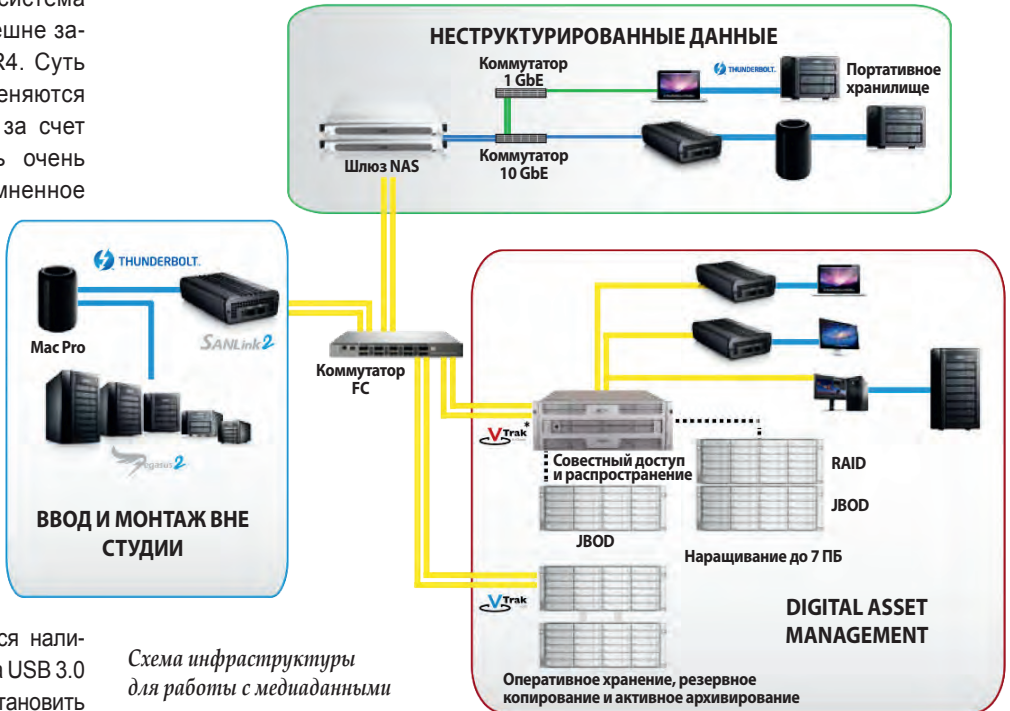 система
ешне за-
R4. Суть
еняются
за счет
ь очень
мненное
НЕСТРУКТУРИРОВАННЫЕ ДАННЫЕ
Коммутатор
1 GbE
THUNDERBOLT.
Портативное
хранилище
Шлюз NAS
Коммутатор
10 GbE
THUNDERBOLT.
Mac Pro
SANLink2
Pegasus2
ВВОД И МОНТАЖ ВНЕ
СТУДИИ
Коммутатор
FC
VTrak*
Совестный доступ
и распространение
RAID
JBOD
JBOD
Наращивание до 7 ПБ
VTrak
DIGITAL ASSET
MANAGEMENT
Оперативное хранение, резервное
копирование и активное архивирование
ся нали-
а USB 3.0
тановить
Схема инфраструктуры
для работы с медиаданными